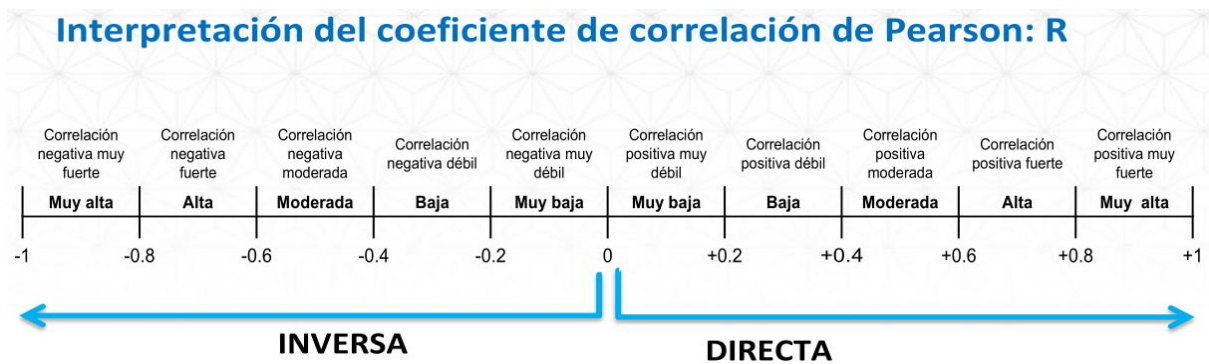 Interpretación del coeficiente de correlación de Pearson: R
Correlación negativa muy fuerte
Correlación negativa fuerte
Correlación negativa moderada
Correlación negativa débil
Correlación negativa muy débil
Correlación positiva muy débil
Correlación positiva débil
Correlación positiva moderada
Correlación positiva fuerte
Correlación positiva muy fuerte
Muy alta Alta Moderada Baja Muy baja Muy baja Baja Moderada Alta Muy alta
-1 -0.8 -0.6 -0.4 -0.2 0 +0.2 +0.4 +0.6 +0.8 +1
INVERSA DIRECTA